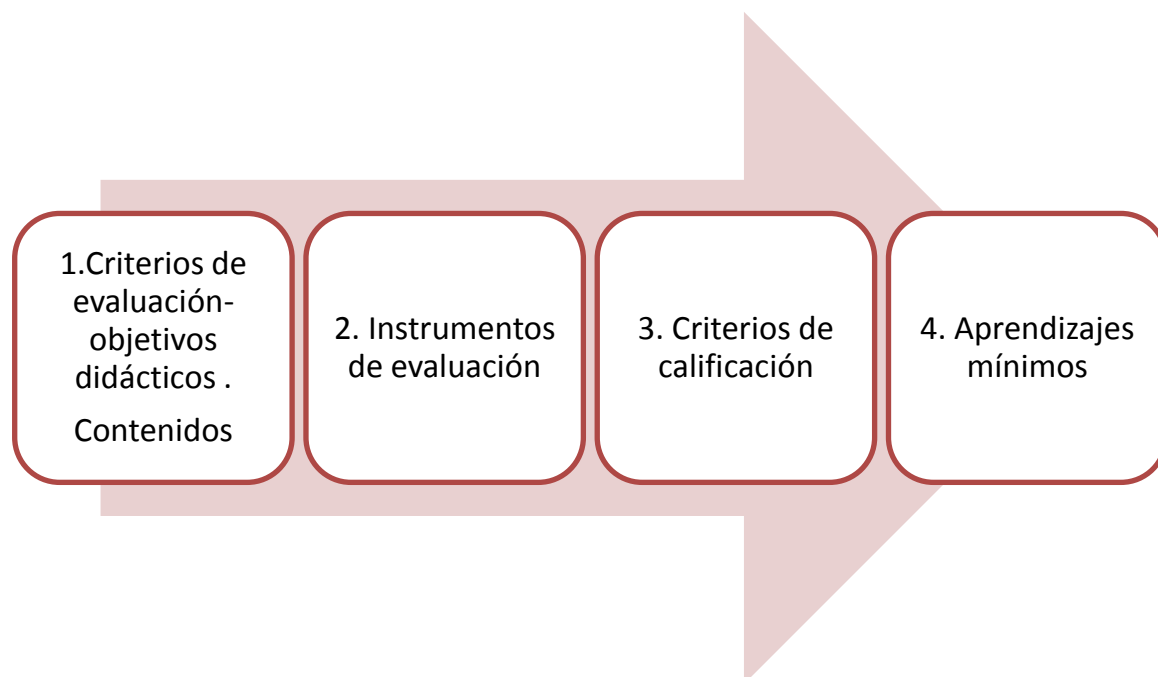 1.Criterios de
evaluación-
objetivos
didácticos .
Contenidos
2. Instrumentos
de evaluación
3. Criterios de
calificación
4. Aprendizajes
mínimos